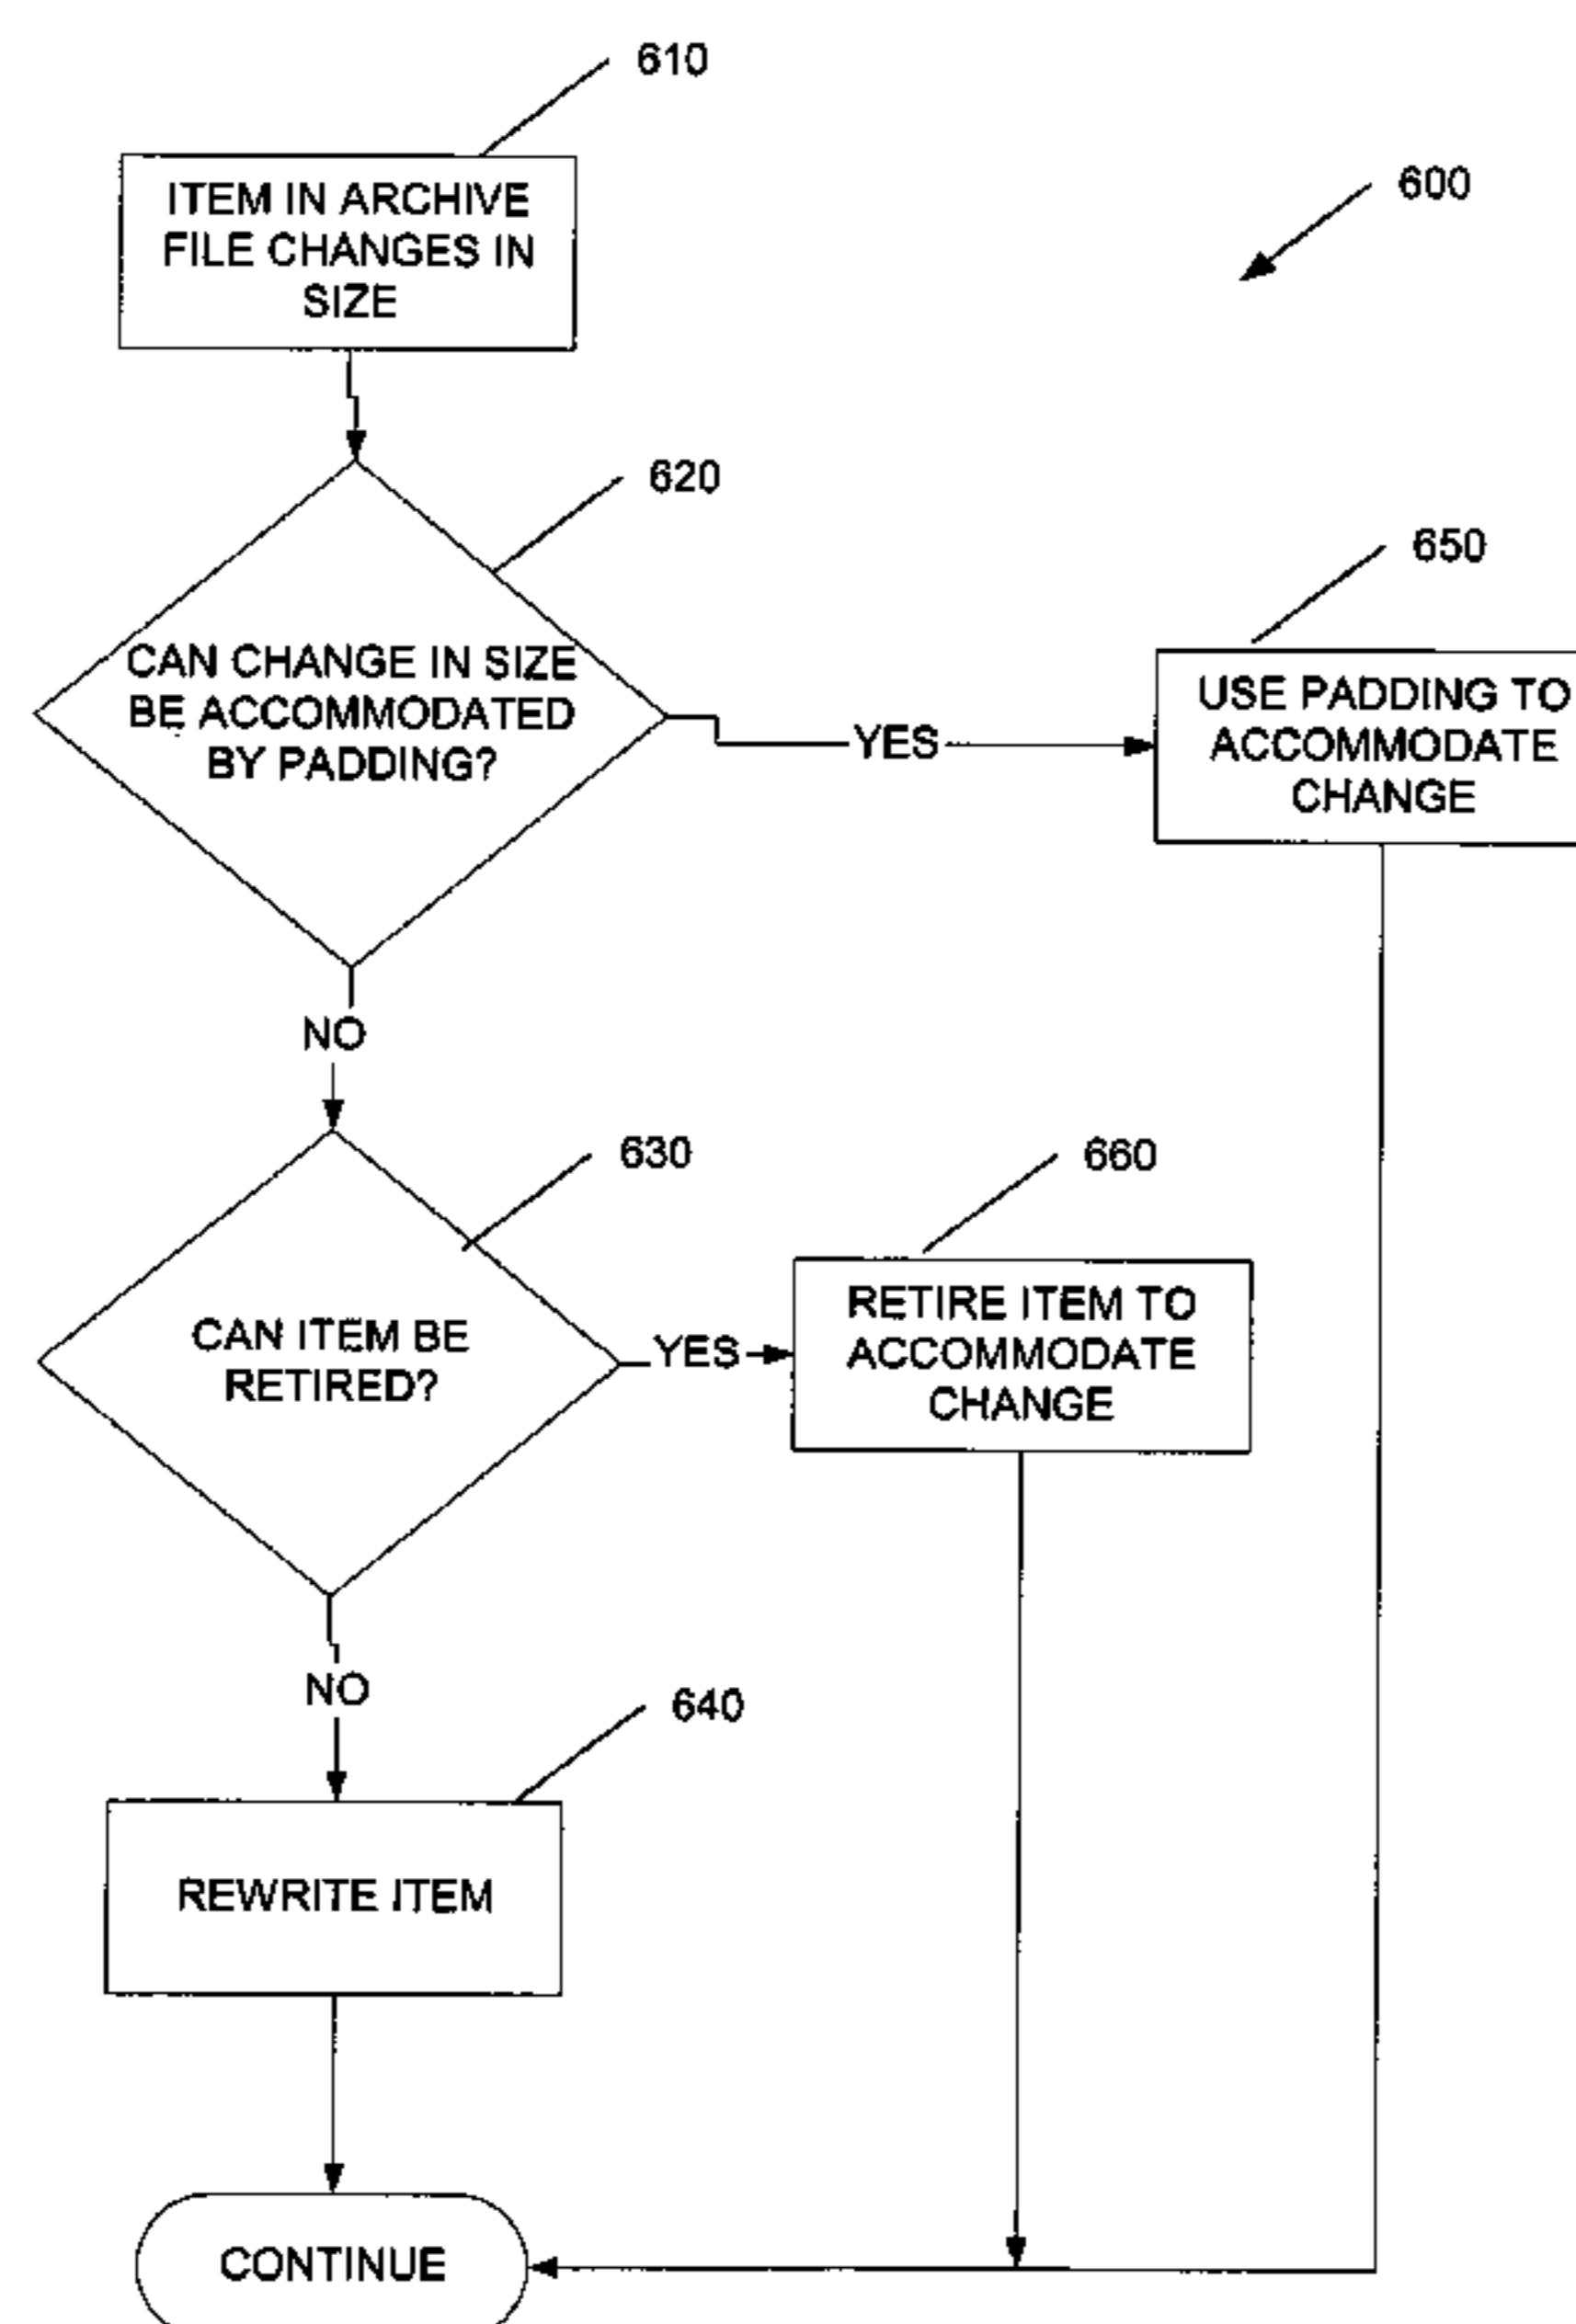 610
ITEM IN ARCHIVE
FILE CHANGES IN
SIZE
600
620
CAN CHANGE IN SIZE
BE ACCOMMODATED
BY PADDING?
YES
650
USE PADDING TO
ACCOMMODATE
CHANGE
NO
630
CAN ITEM BE
RETIRED?
YES
660
RETIRE ITEM TO
ACCOMMODATE
CHANGE
NO
640
REWRITE ITEM
CONTINUE